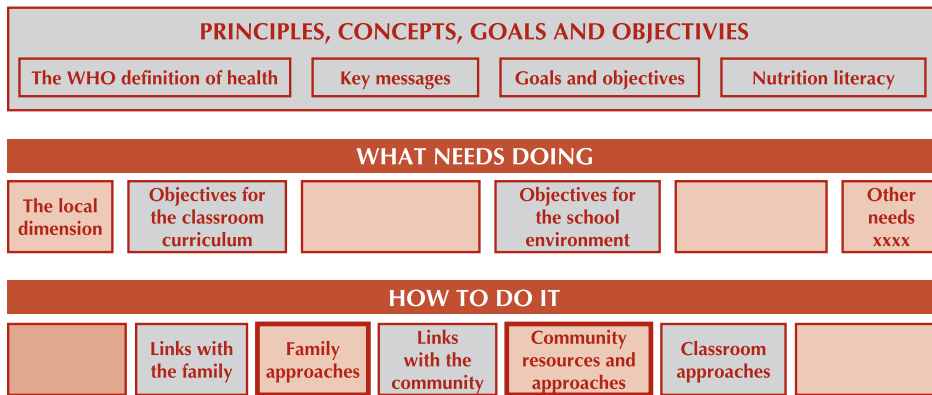 PRINCIPLES, CONCEPTS, GOALS AND OBJECTIVIES
The WHO definition of health
Key messages
Goals and objectives
Nutrition literacy
WHAT NEEDS DOING
The local
dimension
Objectives for
the classroom
curriculum
Objectives for
the school
environment
Other
needs
xxxx
HOW TO DO IT
Links with
the family
Family
approaches
Links
with the
community
Community
resources and
approaches
Classroom
approaches